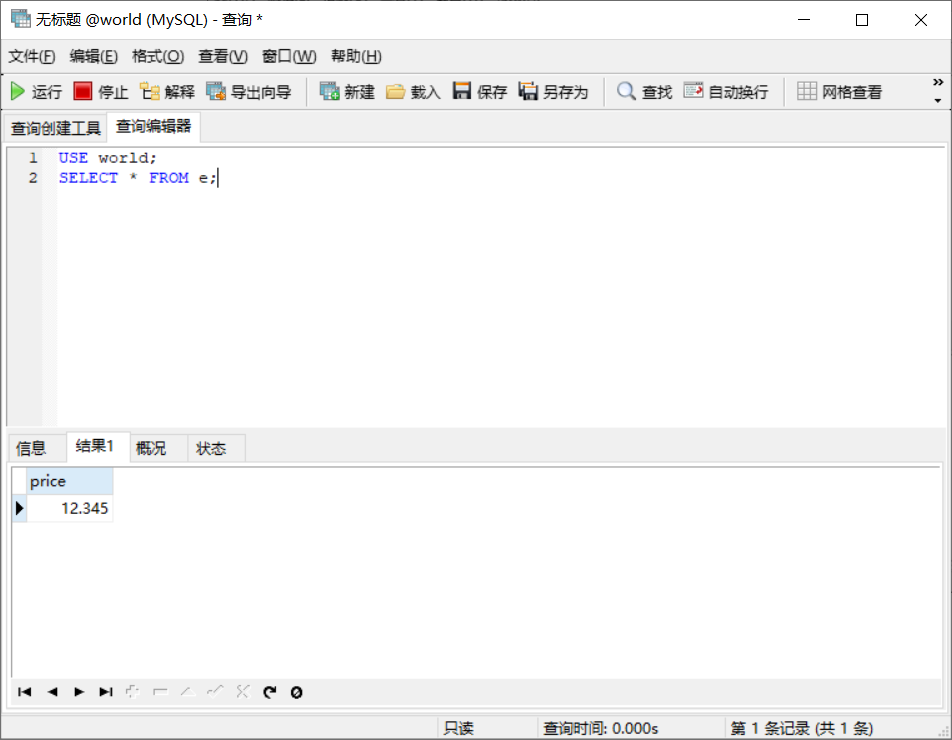 无标题 @world (MySQL) - 查询 *
文件(F) 编辑(E) 格式(O) 查看(V) 窗口(W) 帮助(H)
运行 停止 解释 导出向导 新建 载入 保存 另存为 查找 自动换行 网格查看 »
查询创建工具 查询编辑器
1 USE world;
2 SELECT * FROM e;
信息 结果1 概况 状态
price
12.345
只读 查询时间: 0.000s 第 1 条记录 (共 1 条)